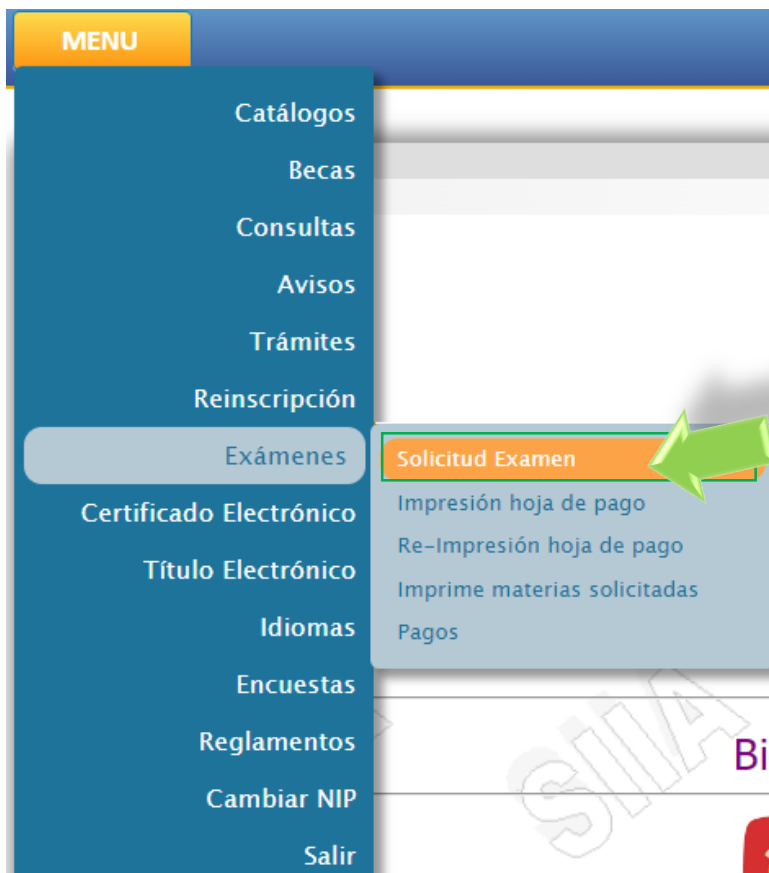 MENU
Catálogos
Becas
Consultas
Avisos
Trámites
Reinscripción
Exámenes
Solicitud Examen
Impresión hoja de pago
Re-Impresión hoja de pago
Imprime materias solicitadas
Pagos
Certificado Electrónico
Título Electrónico
Idiomas
Encuestas
Reglamentos
Cambiar NIP
Salir
SIIA
Bi